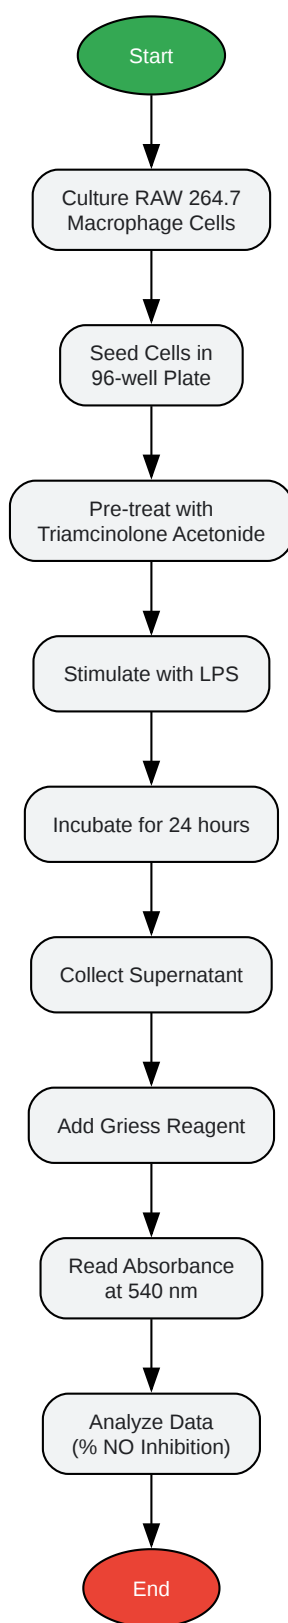 Start
Culture RAW 264.7
Macrophage Cells
Seed Cells in
96-well Plate
Pre-treat with
Triamcinolone Acetonide
Stimulate with LPS
Incubate for 24 hours
Collect Supernatant
Add Griess Reagent
Read Absorbance
at 540 nm
Analyze Data
(% NO Inhibition)
End